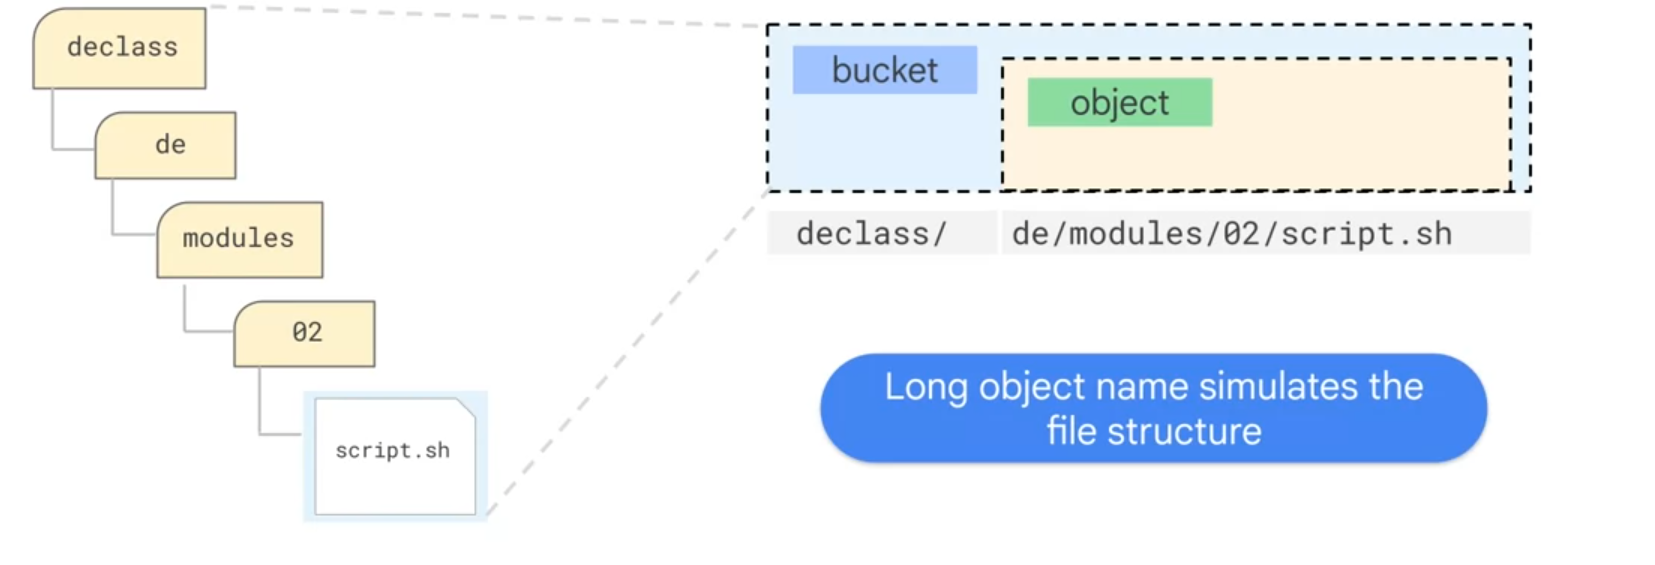 declass
de
modules
02
script.sh
bucket
object
declass/ de/modules/02/script.sh
Long object name simulates the
file structure